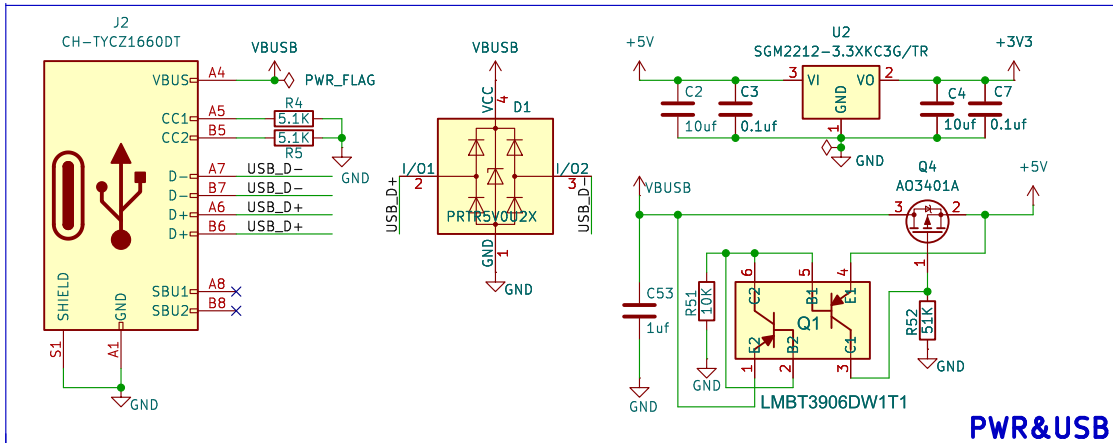 J2
CH-TYCZ1660DT
VBUS A4
VBUSB
PWR_FLAG
CC1 A5
R4
5.1K
CC2 B5
5.1K
R5
GND
D- A7 USB_D-
D- B7 USB_D-
D+ A6 USB_D+
D+ B6 USB_D+
SBU1 A8
SBU2 B8
SHIELD
GND
S1
A1
GND
VBUSB
VCC
4
D1
I/O1
2
I/O2
3
USB_D+
USB_D-
PRTR5V0U2X
GND
1
GND
U2
SGM2212-3.3XKC3G/TR
+5V
+3V3
3 VI
VO 2
GND
1
C2
10uf
C3
0.1uf
C4
10uf
C7
0.1uf
GND
Q4
AO3401A
+5V
VBUSB
3
2
1
C53
1uf
GND
R51
10K
GND
6
5
4
C2
B1
E1
Q1
E2
B2
C1
1
2
3
LMBT3906DW1T1
R52
51K
GND
PWR&USB